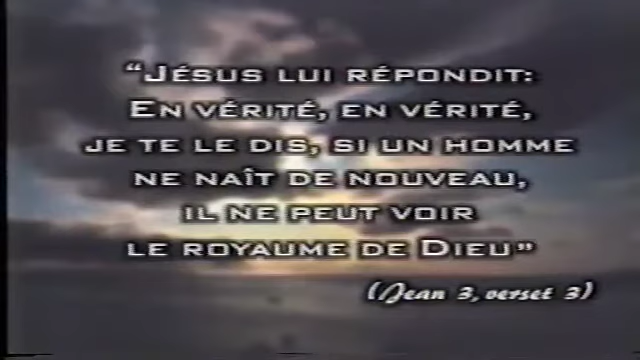 “JÉSUS LUI RÉPONDIT:
EN VÉRITÉ, EN VÉRITÉ,
JE TE LE DIS, SI UN HOMME
NE NAÎT DE NOUVEAU,
IL NE PEUT VOIR
LE ROYAUME DE DIEU”
(Jean 3, verset 3)